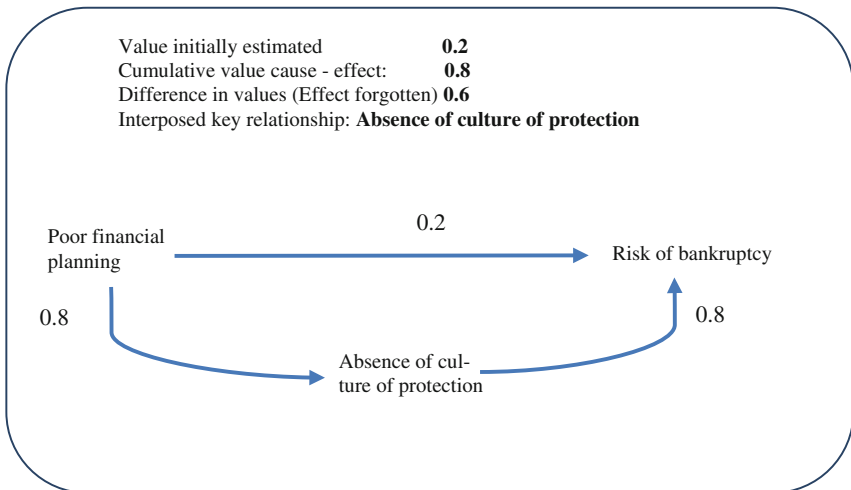 Value initially estimated 0.2
Cumulative value cause - effect: 0.8
Difference in values (Effect forgotten) 0.6
Interposed key relationship: Absence of culture of protection
0.2
Poor financial
planning
Risk of bankruptcy
0.8
0.8
Absence of cul-
ture of protection